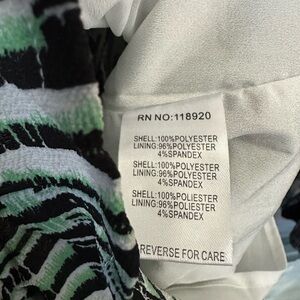 RN NO:118920
SHELL:100%POLYESTER
LINING:96%POLYESTER
4%SPANDEX
SHELL:100%POLYESTER
LINING:96%POLYESTER
4%SPANDEX
SHELL:100%POLIESTER
LINING:96%POLIESTER
4%SPANDEX
REVERSE FOR CARE